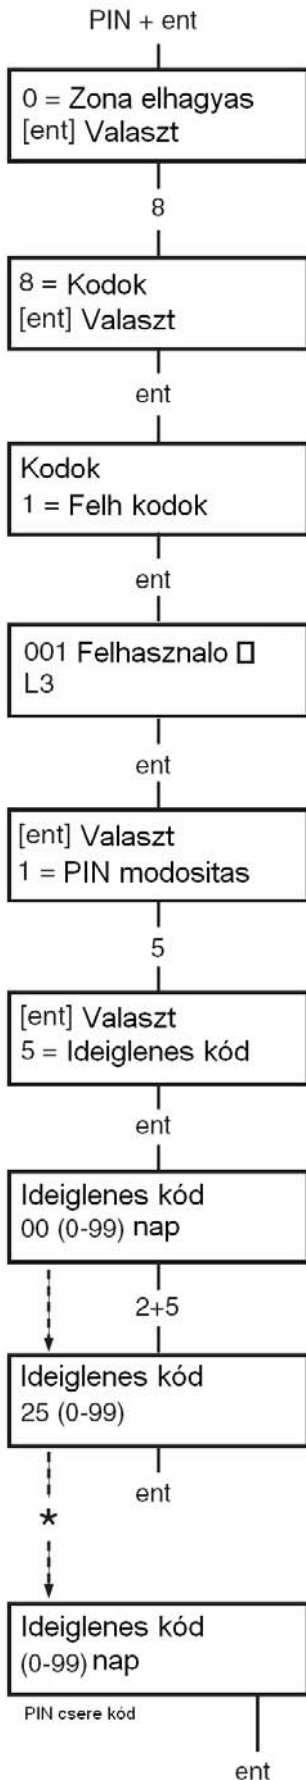 PIN + ent
0 = Zona elhagyas
[ent] Valaszt
8
8 = Kodok
[ent] Valaszt
ent
Kodok
1 = Felh kodok
ent
001 Felhasznalo □
L3
ent
[ent] Valaszt
1 = PIN modositas
5
[ent] Valaszt
5 = Ideiglenes kód
ent
Ideiglenes kód
00 (0-99) nap
2+5
Ideiglenes kód
25 (0-99)
ent
*
Ideiglenes kód
(0-99) nap
PIN csere kód
ent